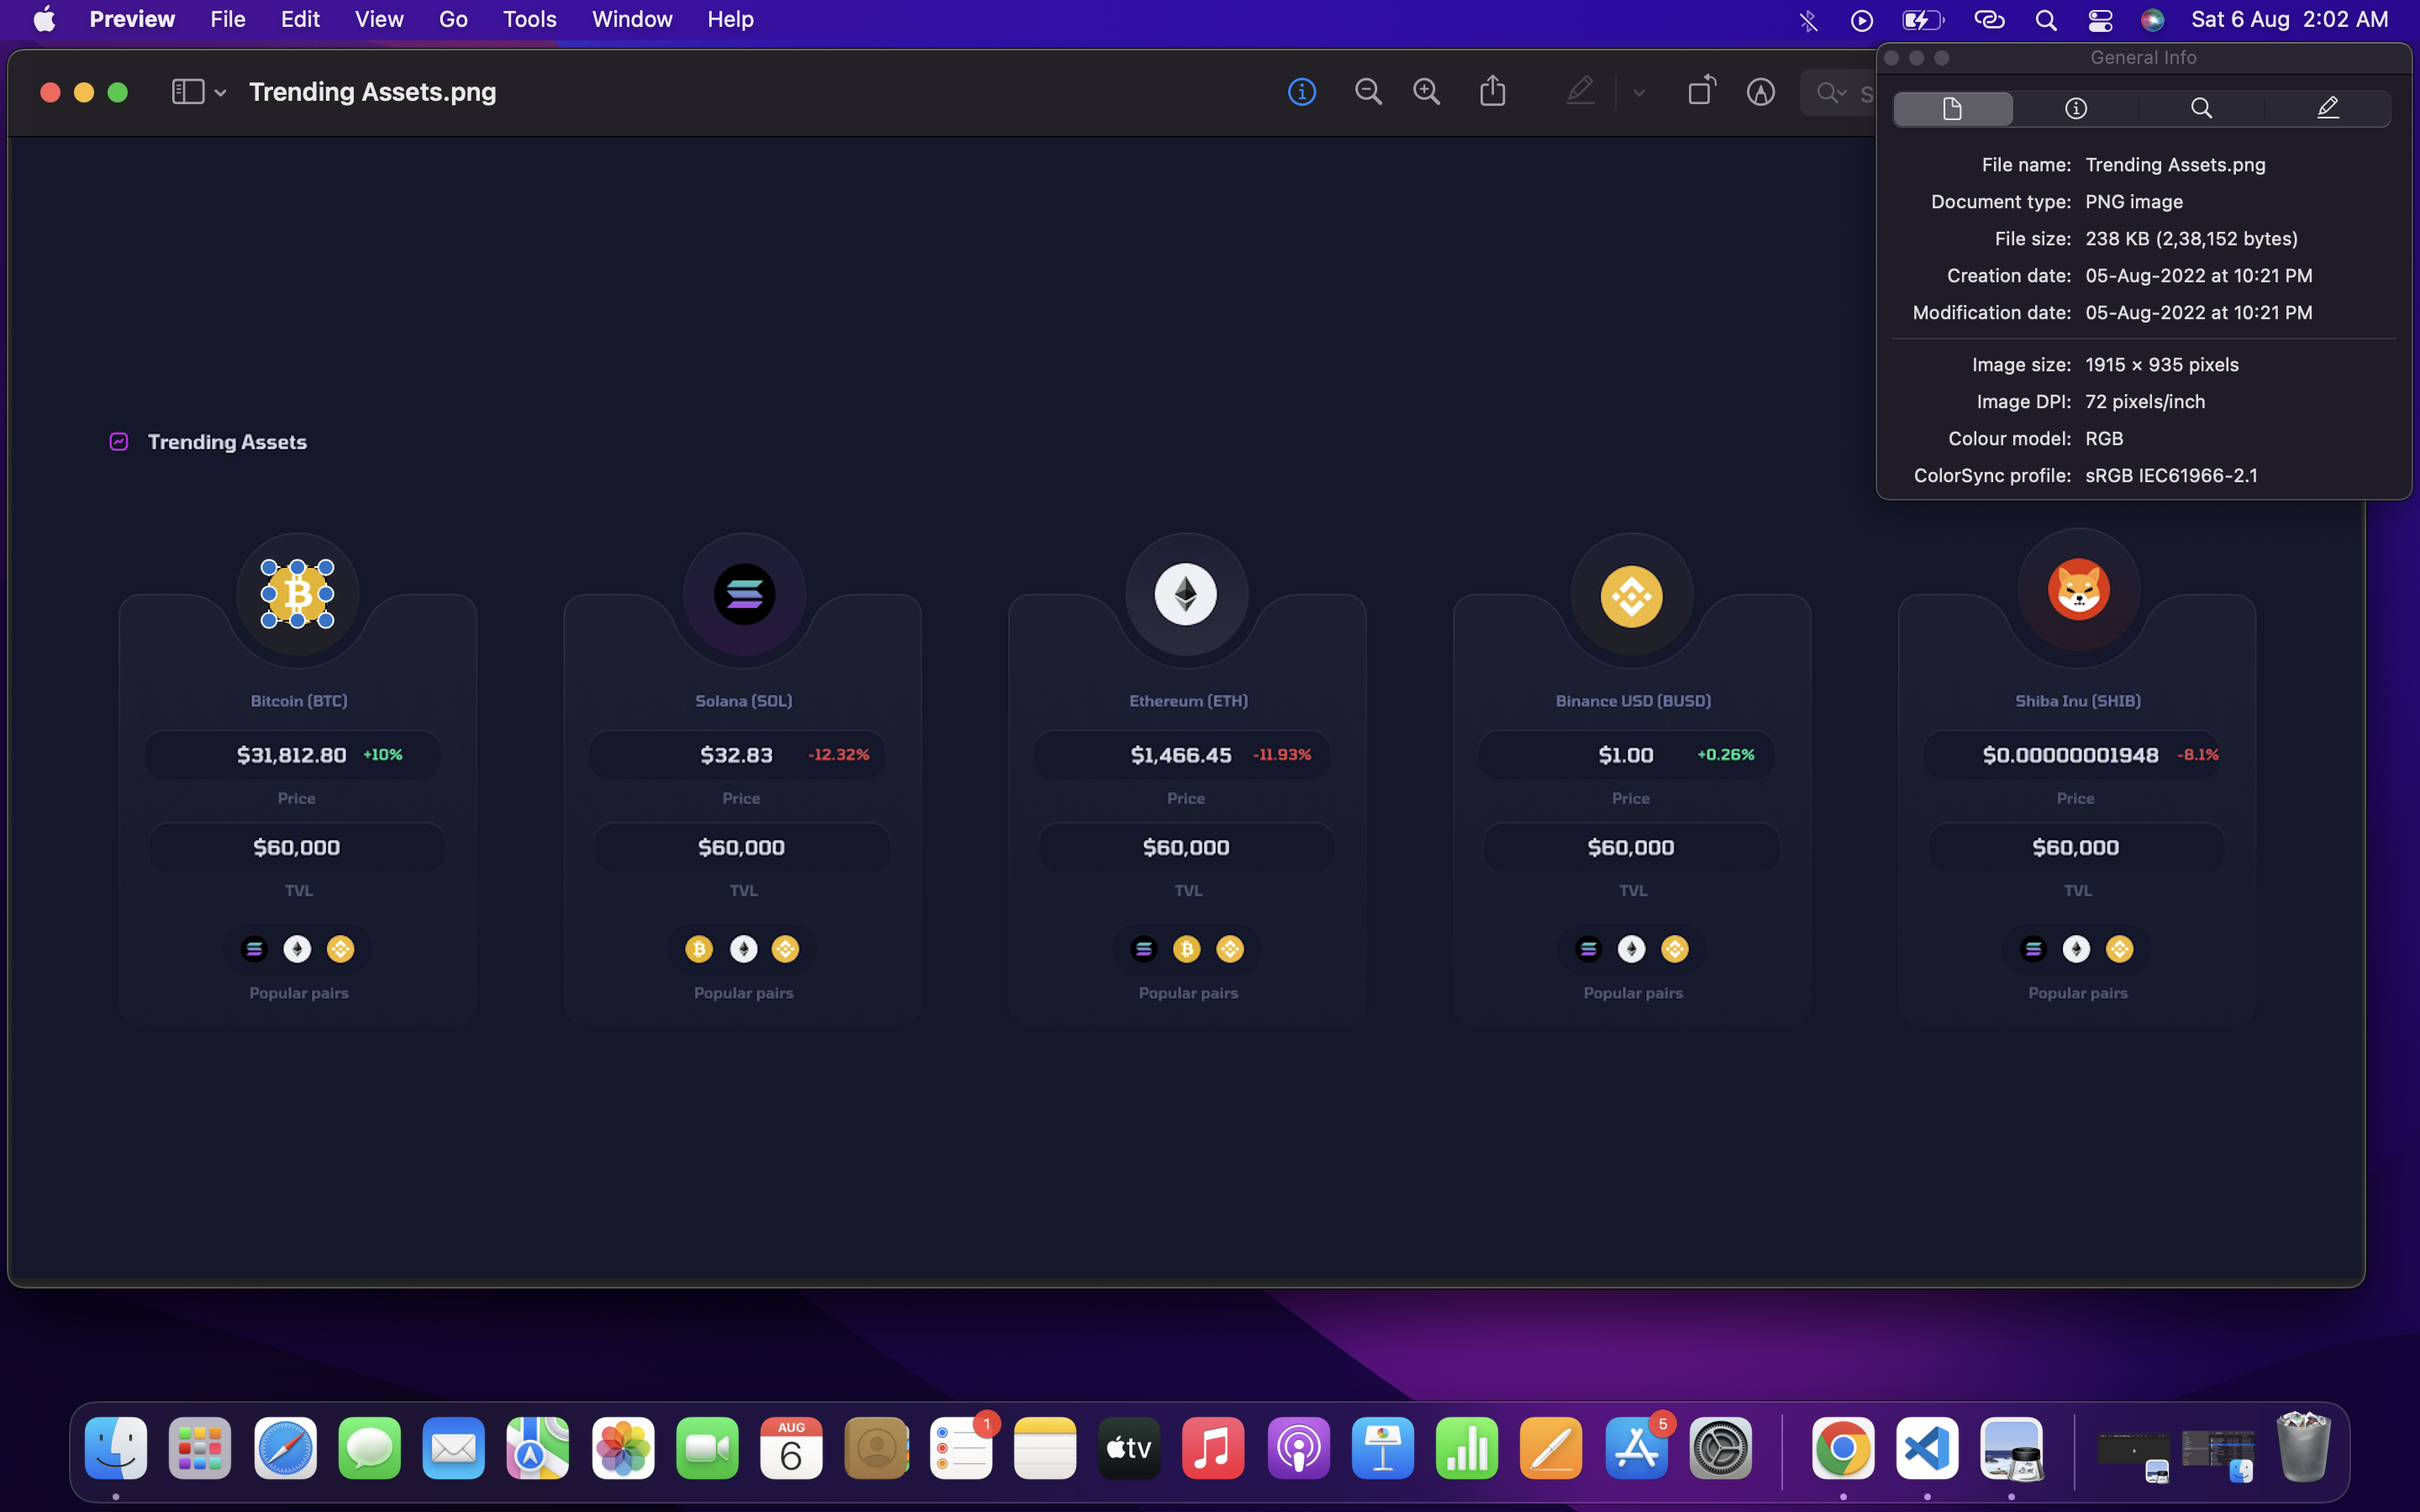 Preview File Edit View Go Tools Window Help Sat 6 Aug 2:02 AM
Trending Assets.png
S
General Info
File name: Trending Assets.png
Document type: PNG image
File size: 238 KB (2,38,152 bytes)
Creation date: 05-Aug-2022 at 10:21 PM
Modification date: 05-Aug-2022 at 10:21 PM
Image size: 1915 × 935 pixels
Image DPI: 72 pixels/inch
Colour model: RGB
ColorSync profile: sRGB IEC61966-2.1
Trending Assets
Bitcoin (BTC)
$31,812.80 +10%
Price
$60,000
TVL
Popular pairs
Solana (SOL)
$32.83 -12.32%
Price
$60,000
TVL
Popular pairs
Ethereum (ETH)
$1,466.45 -11.93%
Price
$60,000
TVL
Popular pairs
Binance USD (BUSD)
$1.00 +0.26%
Price
$60,000
TVL
Popular pairs
Shiba Inu (SHIB)
$0.00000001948 -8.1%
Price
$60,000
TVL
Popular pairs
AUG
6
1
tv
5